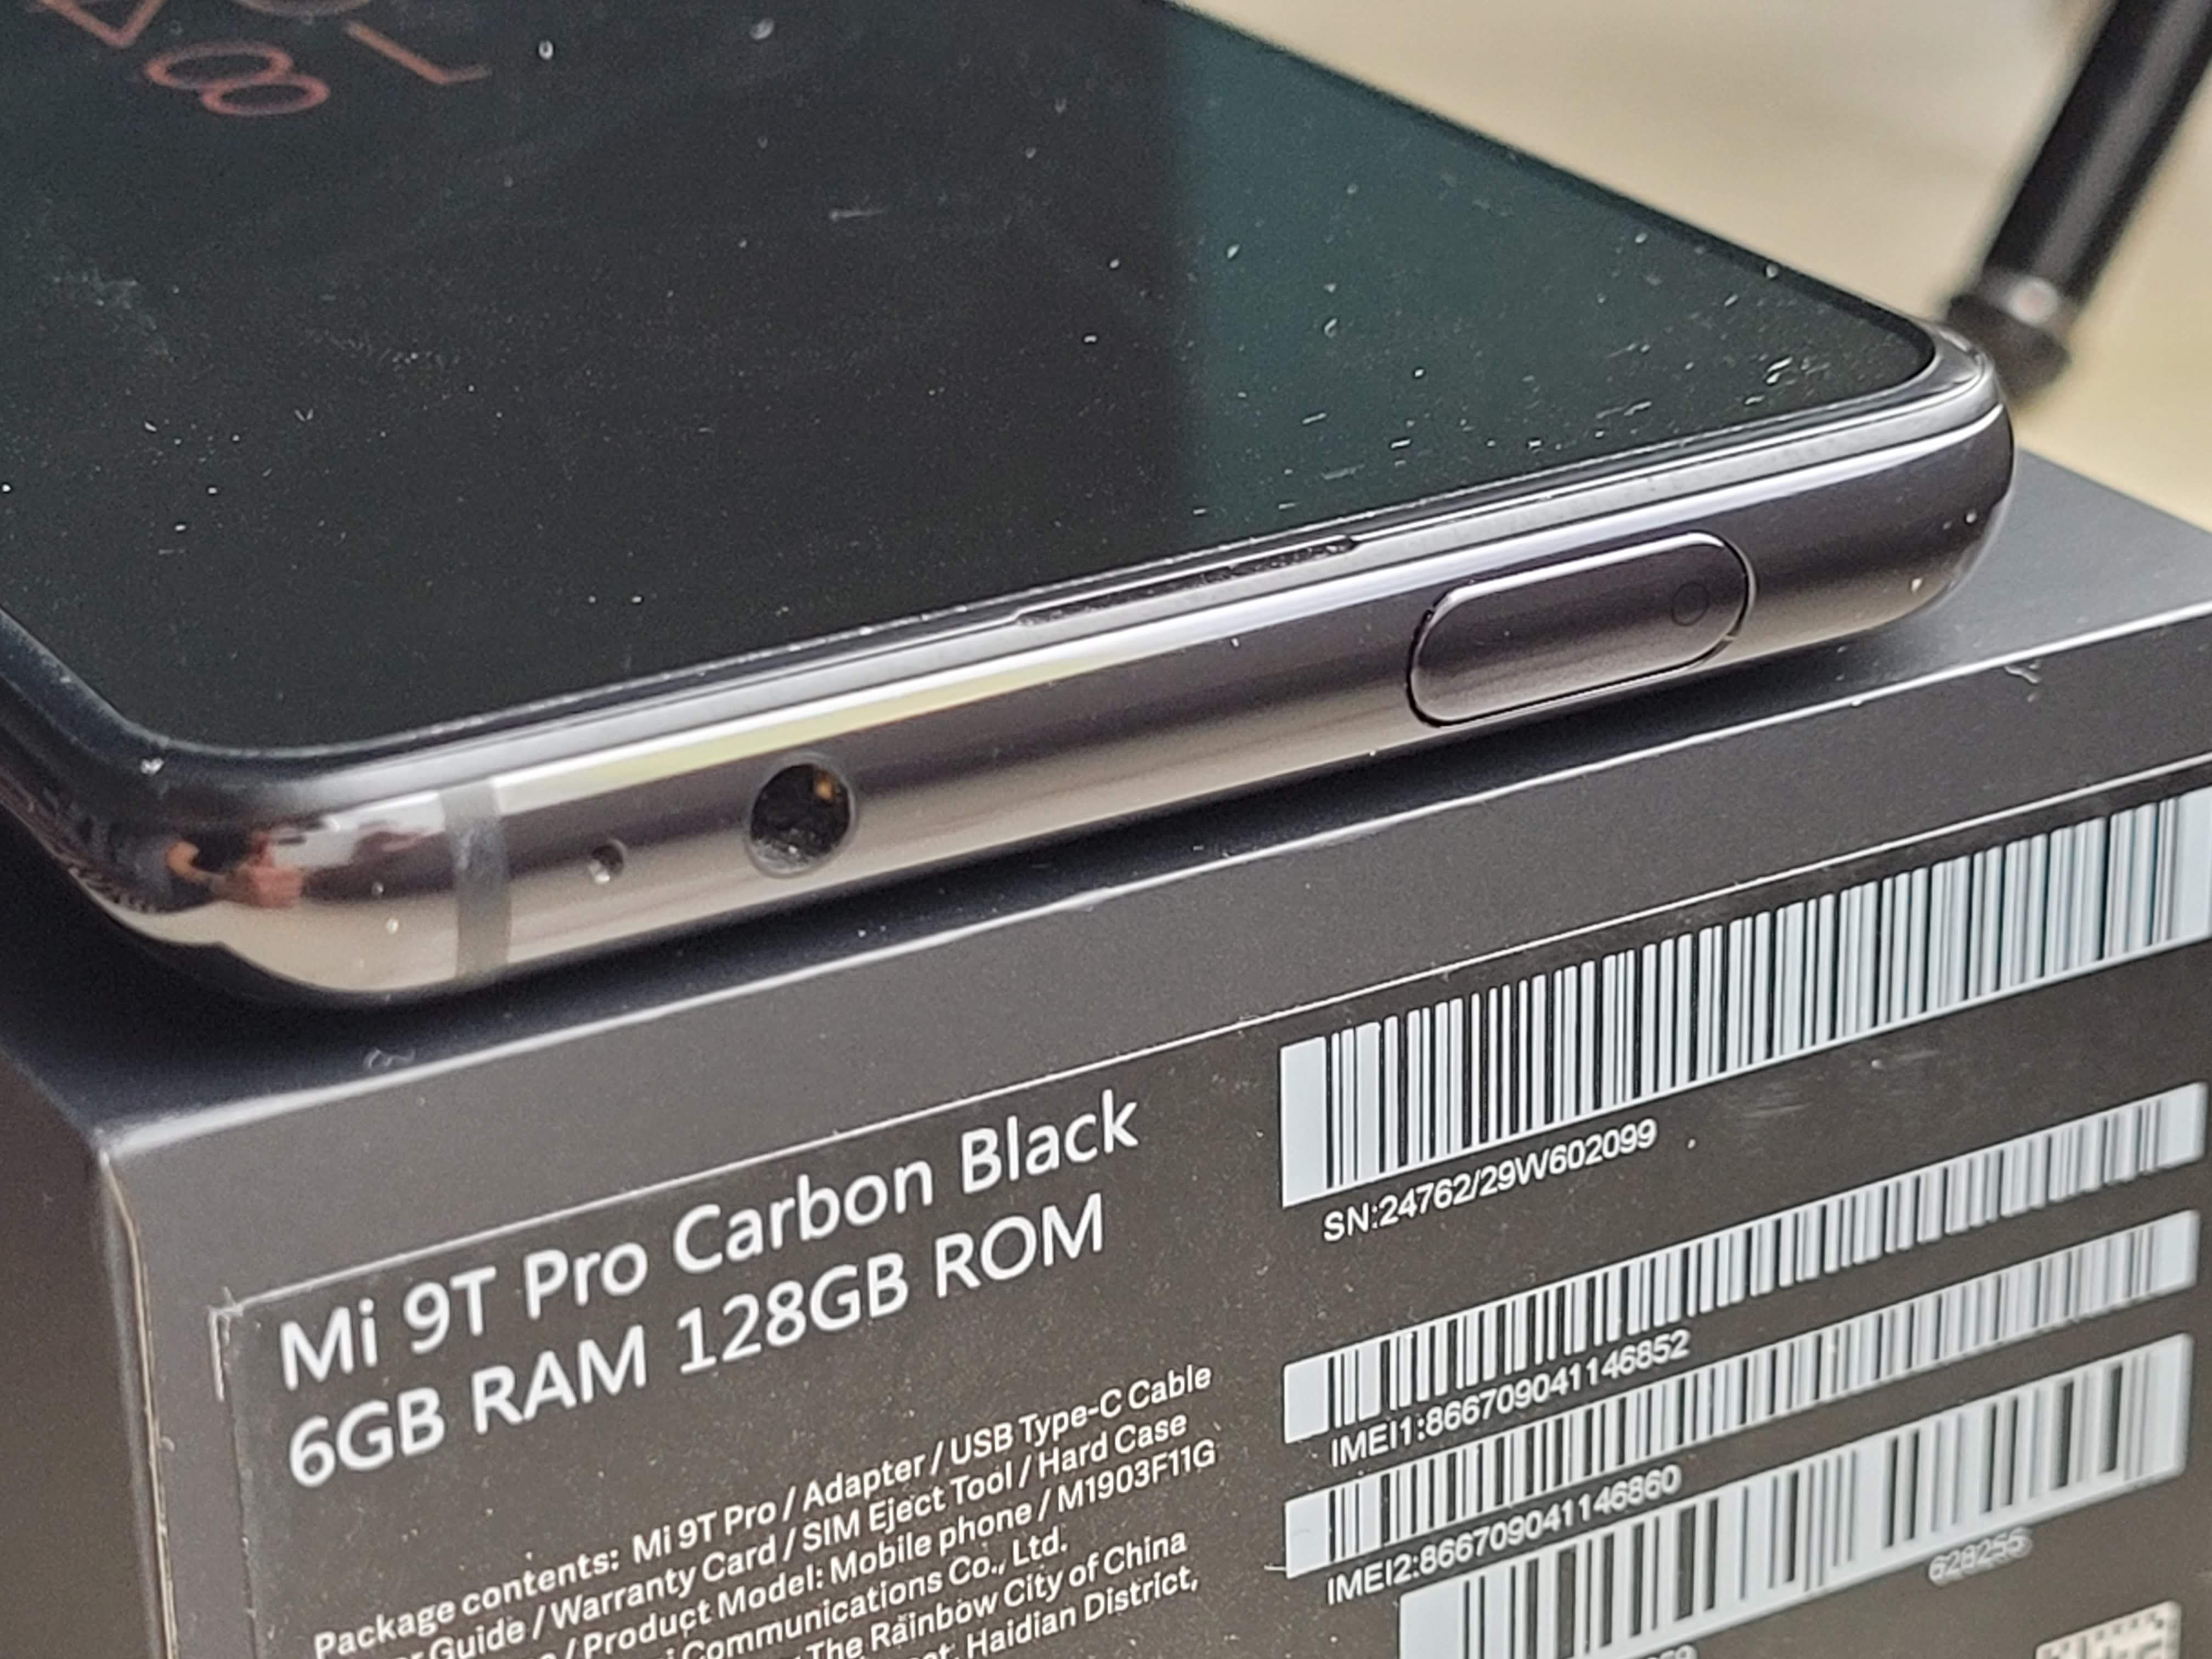 Mi 9T Pro Carbon Black
6GB RAM 128GB ROM
Package contents: Mi 9T Pro / Adapter / USB Type-C Cable
Guide / Warranty Card / SIM Eject Tool / Hard Case
/ Product Model: Mobile phone / M1903F11G
Communications Co., Ltd.
The Rainbow City of China
Haidian District,
SN:24762/29W602099
IMEI1:866709041146852
IMEI2:866709041146860
628255